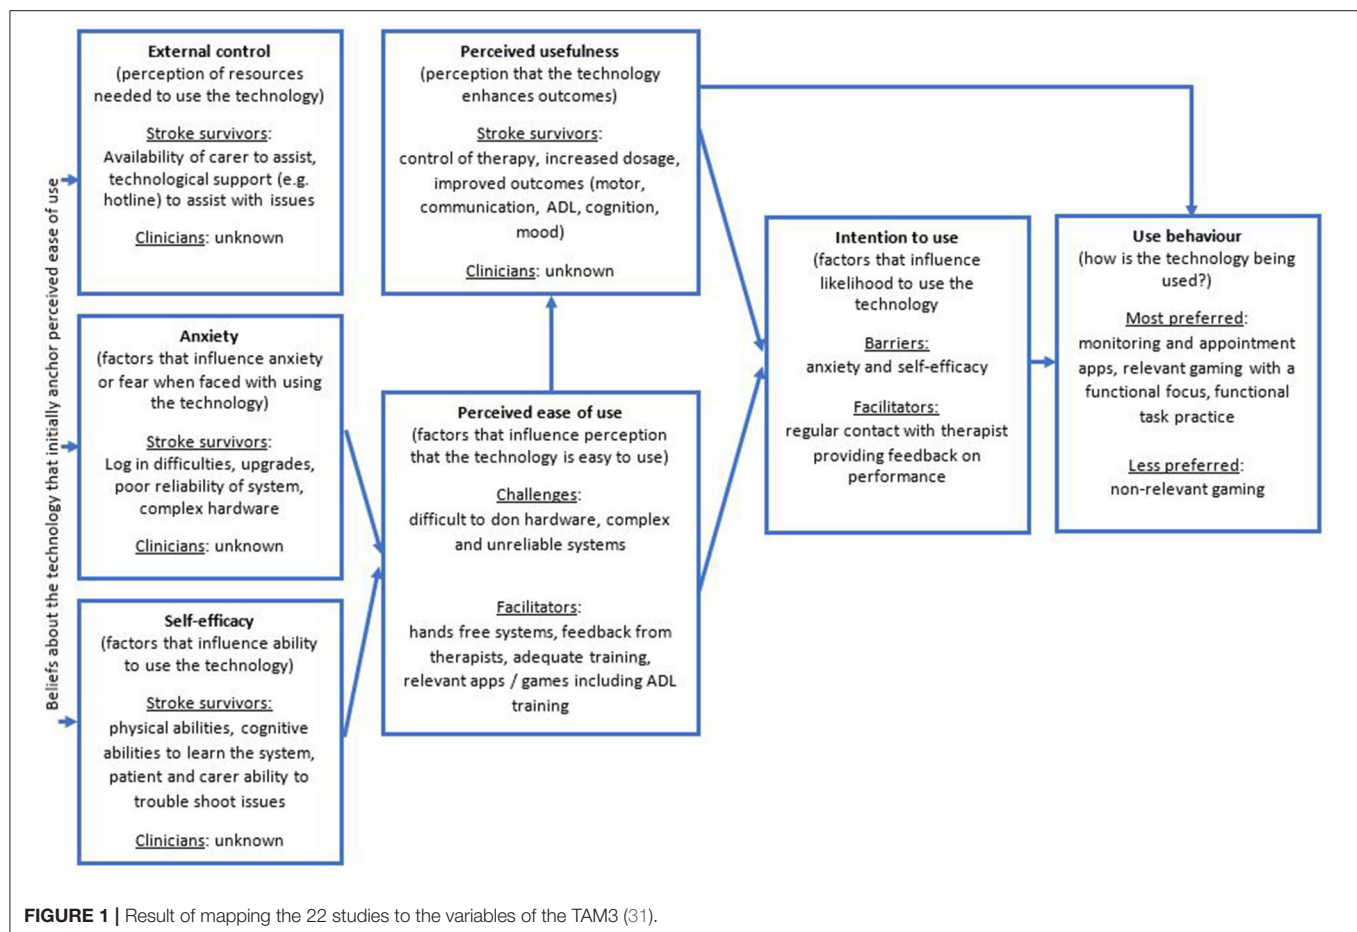 Beliefs about the technology that initially anchor perceived ease of use
External control
(perception of resources
needed to use the technology)
Stroke survivors:
Availability of carer to assist,
technological support (e.g.
hotline) to assist with issues
Clinicians: unknown
Anxiety
(factors that influence anxiety
or fear when faced with using
the technology)
Stroke survivors:
Log in difficulties, upgrades,
poor reliability of system,
complex hardware
Clinicians: unknown
Self-efficacy
(factors that influence ability
to use the technology)
Stroke survivors:
physical abilities, cognitive
abilities to learn the system,
patient and carer ability to
trouble shoot issues
Clinicians: unknown
Perceived usefulness
(perception that the technology
enhances outcomes)
Stroke survivors:
control of therapy, increased dosage,
improved outcomes (motor,
communication, ADL, cognition,
mood)
Clinicians: unknown
Perceived ease of use
(factors that influence perception
that the technology is easy to use)
Challenges:
difficult to don hardware, complex
and unreliable systems
Facilitators:
hands free systems, feedback from
therapists, adequate training,
relevant apps / games including ADL
training
Intention to use
(factors that influence
likelihood to use the
technology
Barriers:
anxiety and self-efficacy
Facilitators:
regular contact with therapist
providing feedback on
performance
Use behaviour
(how is the technology being
used?)
Most preferred:
monitoring and appointment
apps, relevant gaming with a
functional focus, functional
task practice
Less preferred:
non-relevant gaming
FIGURE 1 | Result of mapping the 22 studies to the variables of the TAM3 (31).